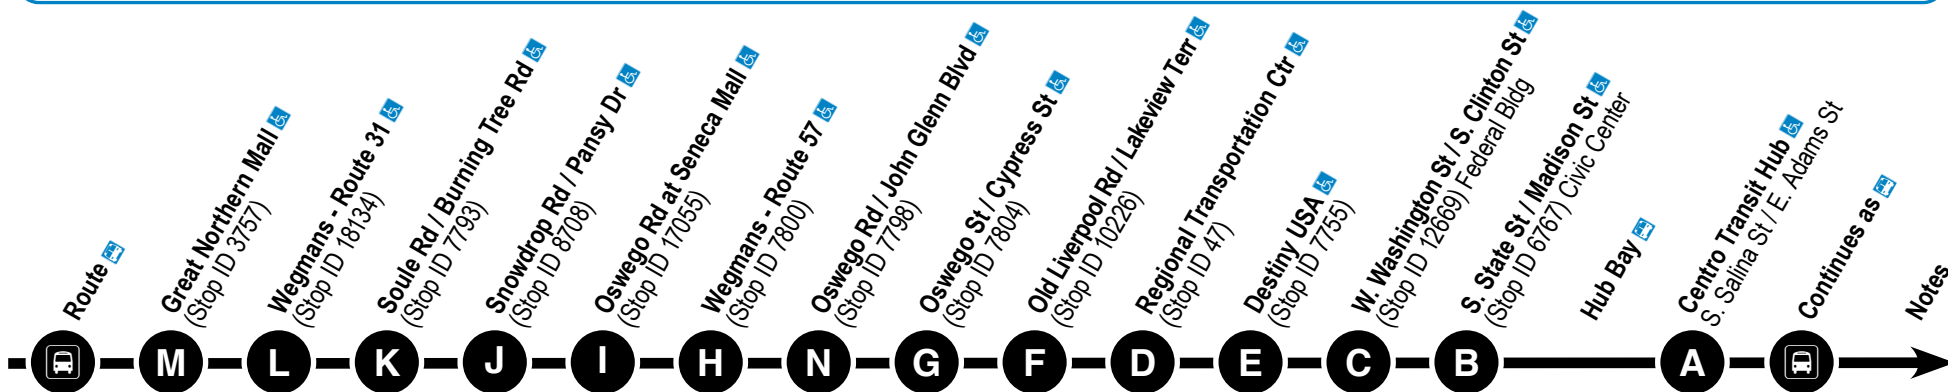 Route
Great Northern Mall
(Stop ID 3757)
Wegmans - Route 31
(Stop ID 18134)
Soule Rd / Burning Tree Rd
(Stop ID 7793)
Snowdrop Rd / Pansy Dr
(Stop ID 8708)
Oswego Rd at Seneca Mall
(Stop ID 17055)
Wegmans - Route 57
(Stop ID 7800)
Oswego Rd / John Glenn Blvd
(Stop ID 7798)
Oswego St / Cypress St
(Stop ID 7804)
Old Liverpool Rd / Lakeview Terr
(Stop ID 10226)
Regional Transportation Ctr
(Stop ID 47)
Destiny USA
(Stop ID 7755)
W. Washington St / S. Clinton St
(Stop ID 12669) Federal Bldg
S. State St / Madison St
(Stop ID 6767) Civic Center
Hub Bay
Centro Transit Hub
S. Salina St / E. Adams St
Continues as
Notes
M L K J I H N G F D E C B A